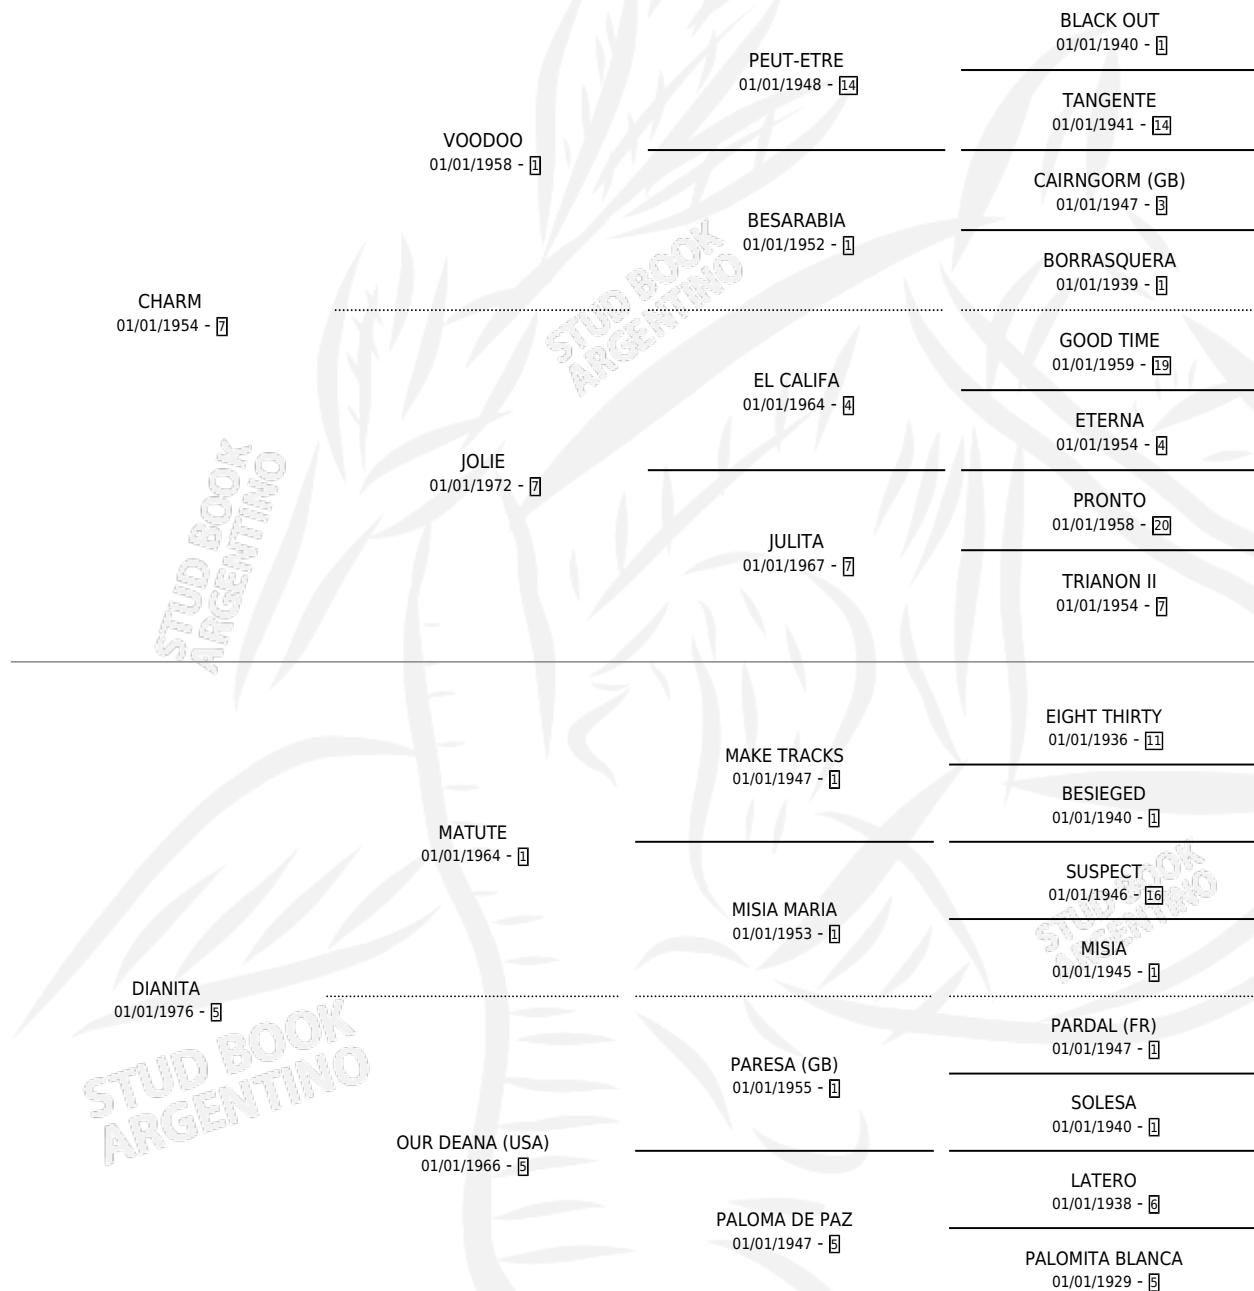 BLACK OUT
01/01/1940 - 1
PEUT-ETRE
01/01/1948 - 14
TANGENTE
01/01/1941 - 14
VOODOO
01/01/1958 - 1
CAIRNGORM (GB)
01/01/1947 - 3
BESARABIA
01/01/1952 - 1
BORRASQUERA
01/01/1939 - 1
STUD BOOK
ARGENTINO
CHARM
01/01/1954 - 7
GOOD TIME
01/01/1959 - 19
EL CALIFA
01/01/1964 - 4
ETERNA
01/01/1954 - 4
JOLIE
01/01/1972 - 7
PRONTO
01/01/1958 - 20
JULITA
01/01/1967 - 7
TRIANON II
01/01/1954 - 7
STUD BOOK
ARGENTINO
EIGHT THIRTY
01/01/1936 - 11
MAKE TRACKS
01/01/1947 - 1
BESIEGED
01/01/1940 - 1
MATUTE
01/01/1964 - 1
SUSPECT
01/01/1946 - 16
MISIA MARIA
01/01/1953 - 1
MISIA
01/01/1945 - 1
STUD BOOK
ARGENTINO
DIANITA
01/01/1976 - 5
PARDAL (FR)
01/01/1947 - 1
PARESA (GB)
01/01/1955 - 1
SOLESA
01/01/1940 - 1
STUD BOOK
ARGENTINO
OUR DEANA (USA)
01/01/1966 - 5
LATERO
01/01/1938 - 6
PALOMA DE PAZ
01/01/1947 - 5
PALOMITA BLANCA
01/01/1929 - 5